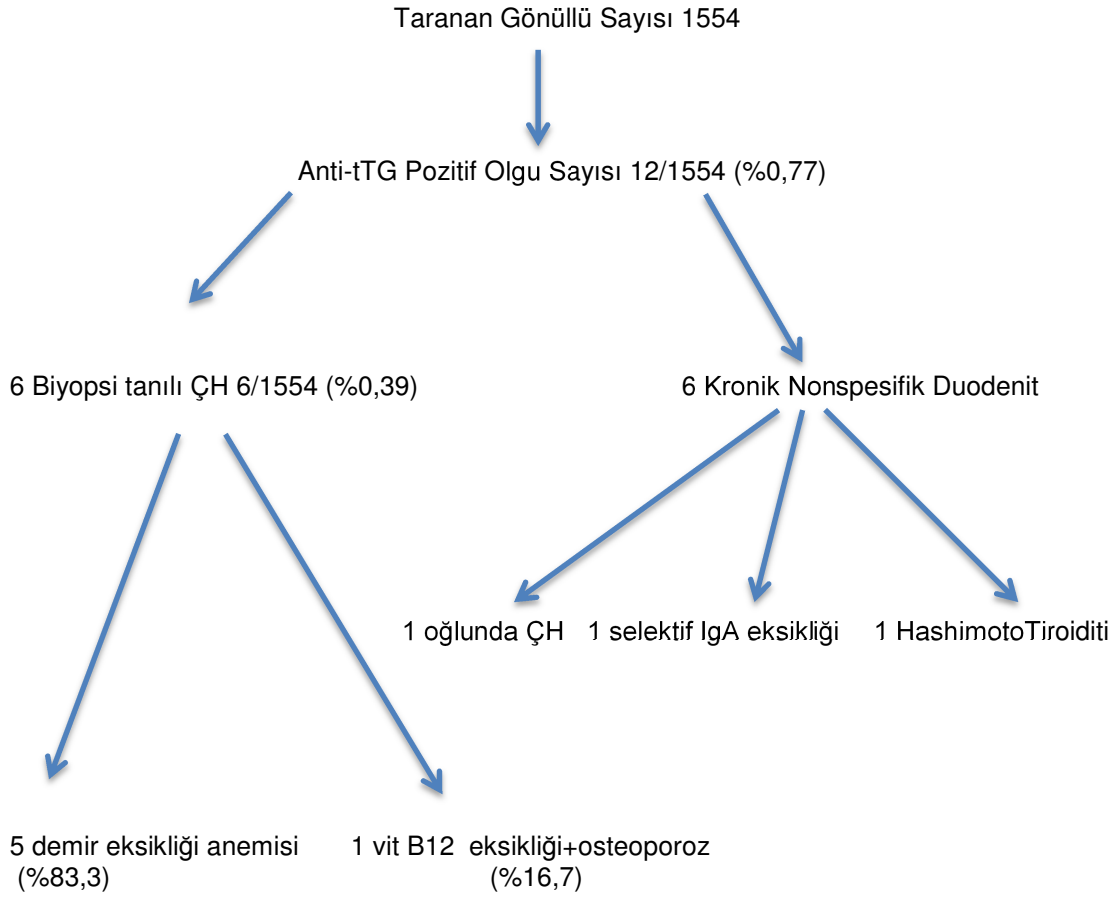 Taranan Gönüllü Sayısı 1554
Anti-tTG Pozitif Olgu Sayısı 12/1554 (%0,77)
6 Biyopsi tanılı ÇH 6/1554 (%0,39)
6 Kronik Nonspesifik Duodenit
1 oğlunda ÇH
1 selektif IgA eksikliği
1 HashimotoTiroiditi
5 demir eksikliği anemisi
(%83,3)
1 vit B12 eksikliği+osteoporoz
(%16,7)